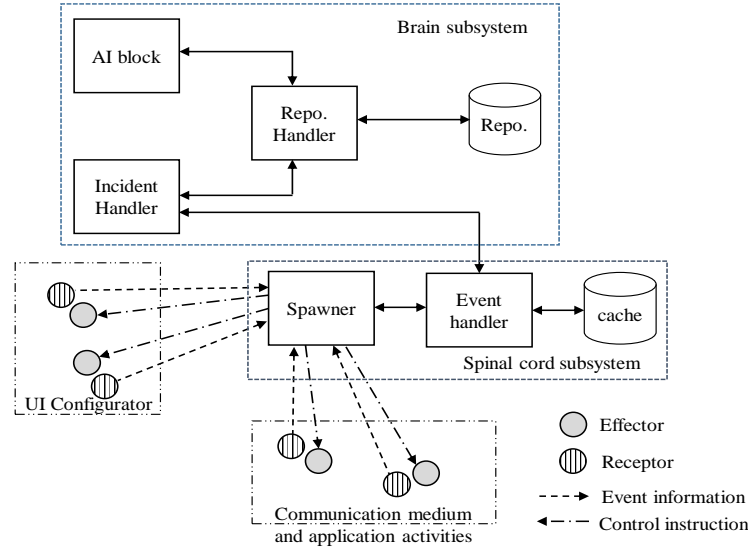 Brain subsystem
AI block
Repo.
Handler
Repo.
Incident
Handler
Spawner
Event
handler
cache
Spinal cord subsystem
UI Configurator
Effector
Receptor
Event information
Control instruction
Communication medium
and application activities